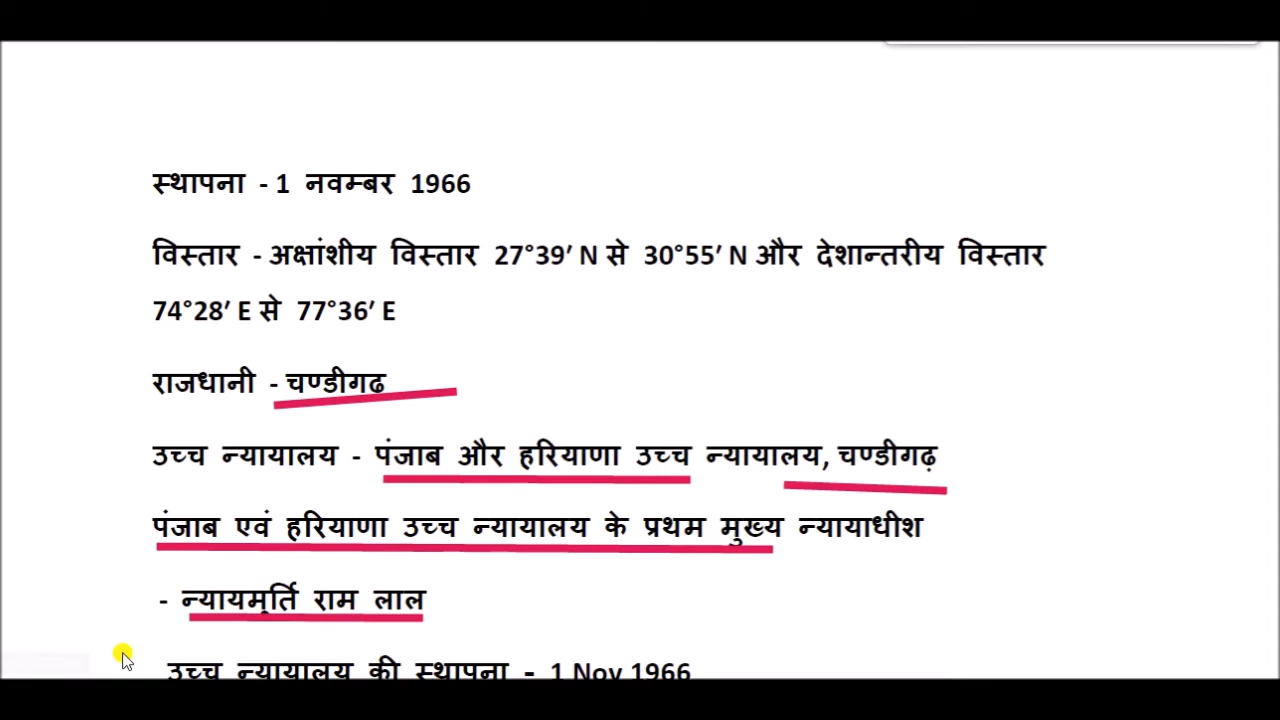 स्थापना - 1 नवम्बर 1966
विस्तार - अक्षांशीय विस्तार 27°39’ N से 30°55’ N और देशान्तरीय विस्तार
74°28’ E से 77°36’ E
राजधानी - चण्डीगढ
उच्च न्यायालय - पंजाब और हरियाणा उच्च न्यायालय, चण्डीगढ़
पंजाब एवं हरियाणा उच्च न्यायालय के प्रथम मुख्य न्यायाधीश
- न्यायमूर्ति राम लाल
उच्च न्यायालय की स्थापना - 1 Nov 1966